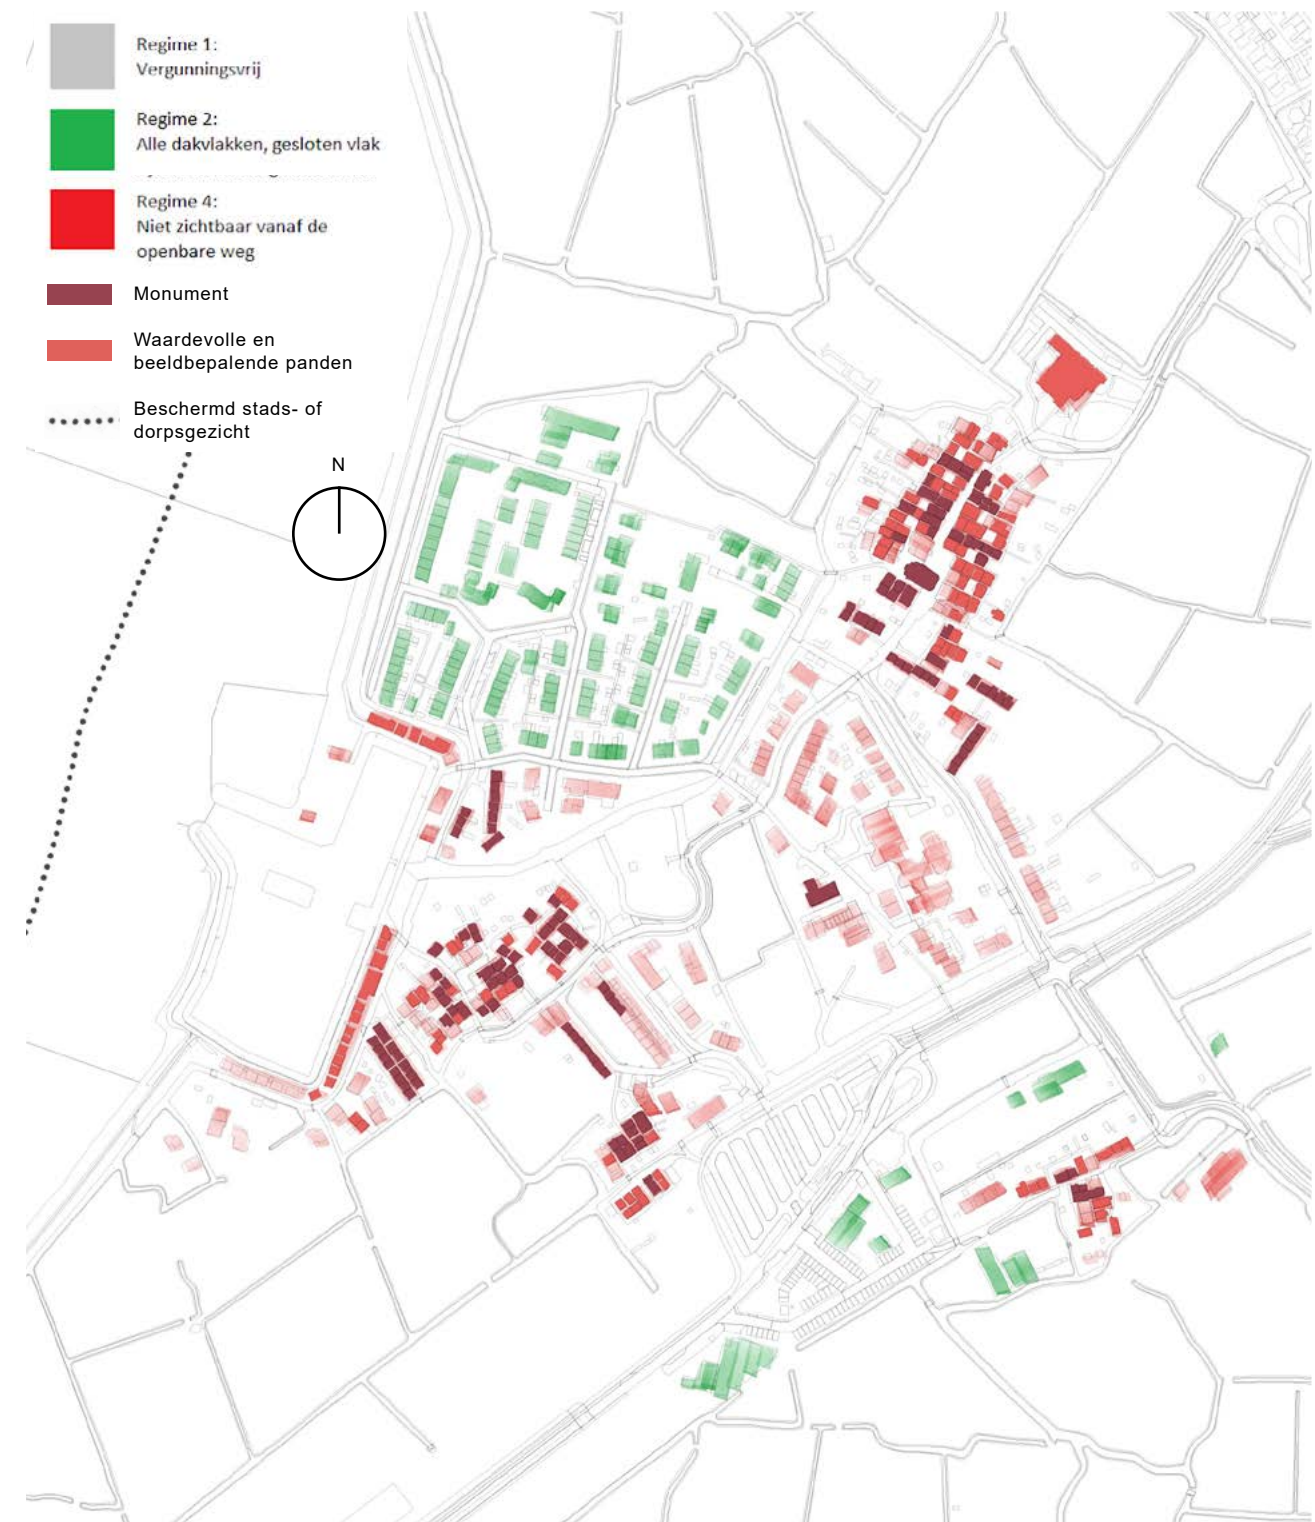 Regime 1:
Vergunningsvrij
Regime 2:
Alle dakvlakken, gesloten vlak
Regime 4:
Niet zichtbaar vanaf de
openbare weg
Monument
Waardevolle en
beeldbepalende panden
Beschermd stads- of
dorpsgezicht
N